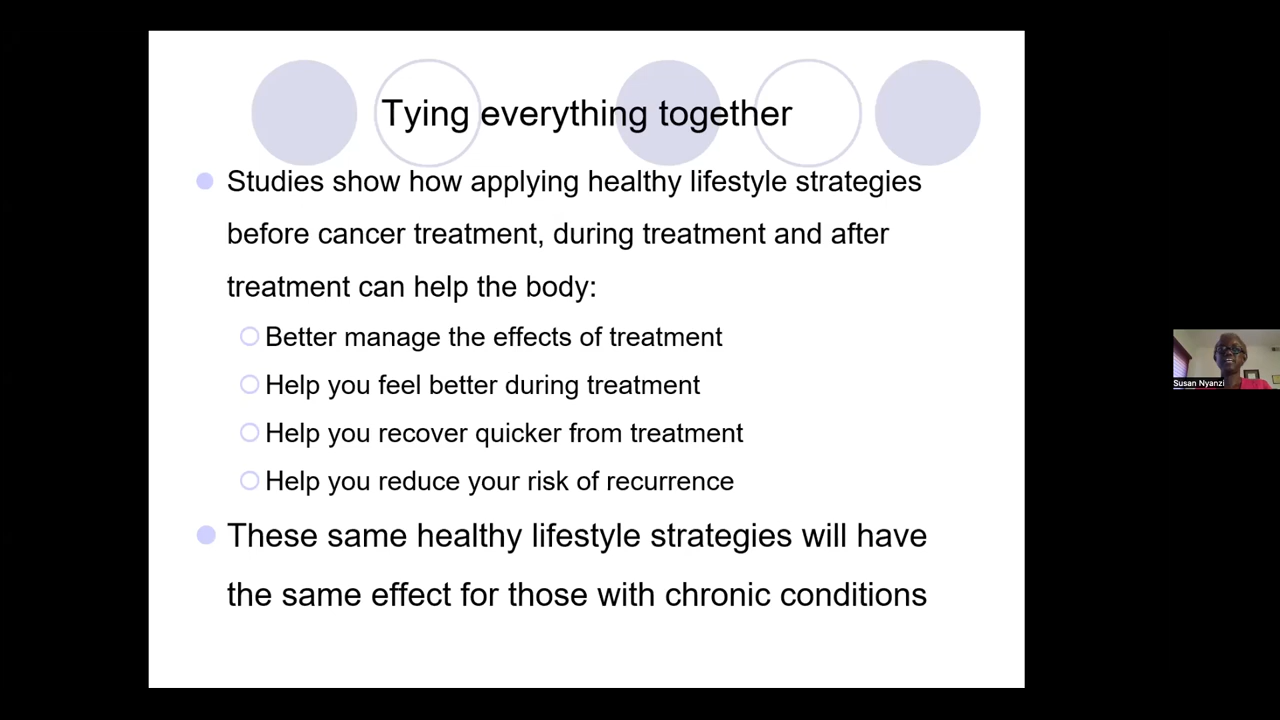 Tying everything together
Studies show how applying healthy lifestyle strategies
before cancer treatment, during treatment and after
treatment can help the body:
Better manage the effects of treatment
Help you feel better during treatment
Help you recover quicker from treatment
Help you reduce your risk of recurrence
These same healthy lifestyle strategies will have
the same effect for those with chronic conditions
Susan Nyanzi